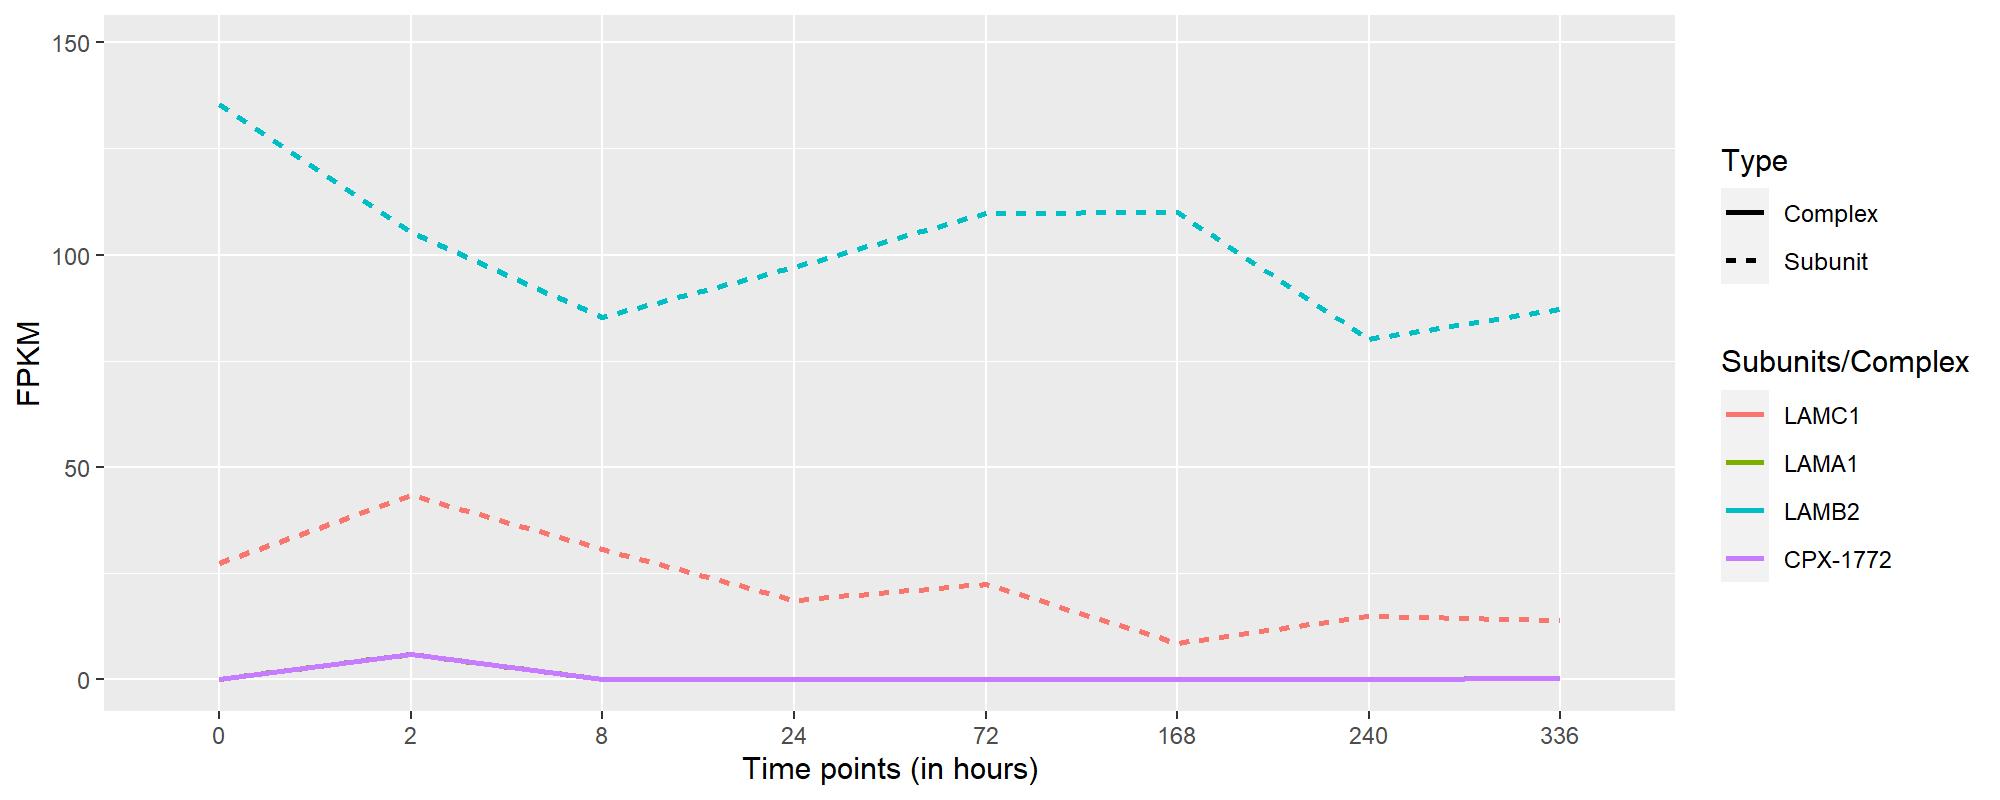 150
100
50
0
FPKM
0 2 8 24 72 168 240 336
Time points (in hours)
Type
Complex
Subunit
Subunits/Complex
LAMC1
LAMA1
LAMB2
CPX-1772